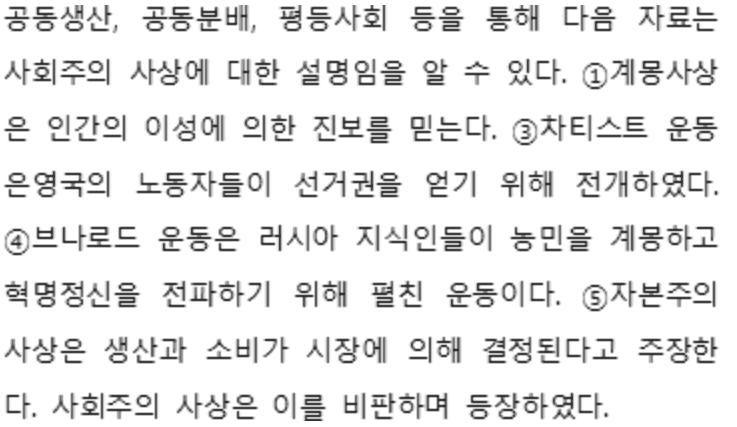 공동생산, 공동분배, 평등사회 등을 통해 다음 자료는
사회주의 사상에 대한 설명임을 알 수 있다. ①계몽사상
은 인간의 이성에 의한 진보를 믿는다. ③차티스트 운동
은영국의 노동자들이 선거권을 얻기 위해 전개하였다.
④브나로드 운동은 러시아 지식인들이 농민을 계몽하고
혁명정신을 전파하기 위해 펼친 운동이다. ⑤자본주의
사상은 생산과 소비가 시장에 의해 결정된다고 주장한
다. 사회주의 사상은 이를 비판하며 등장하였다.